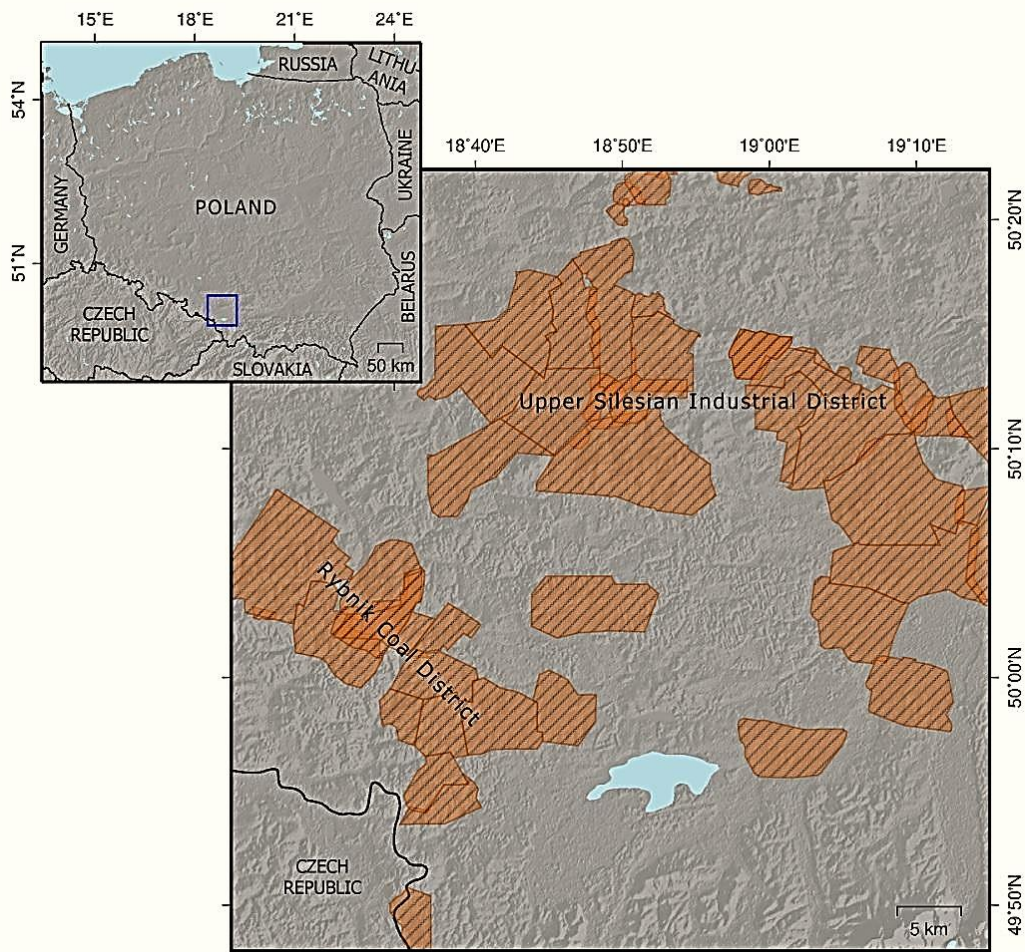 15°E
18°E
21°E
24°E
54°N
51°N
RUSSIA
LITHU-
ANIA
GERMANY
POLAND
UKRAINE
BELARUS
CZECH
REPUBLIC
SLOVAKIA
50 km
18°40'E
18°50'E
19°00'E
19°10'E
50°20'N
50°10'N
50°00'N
49°50'N
Upper Silesian Industrial District
Rybnik Coal District
CZECH
REPUBLIC
5 km